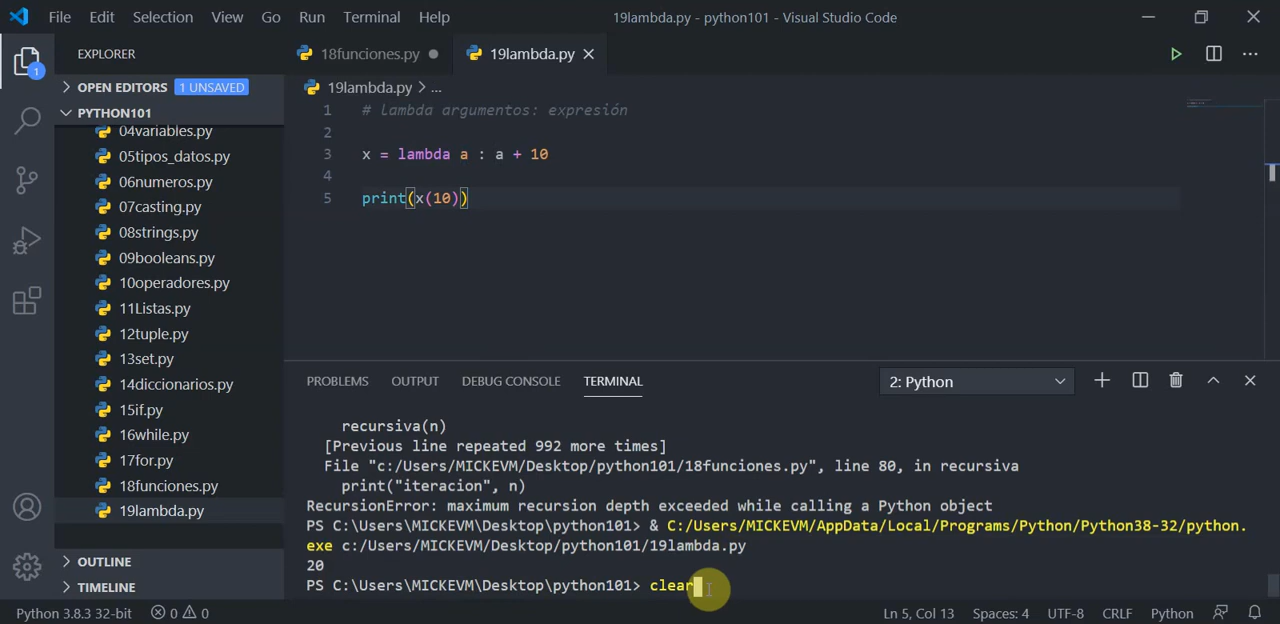 File Edit Selection View Go Run Terminal Help 19lambda.py - python101 - Visual Studio Code
EXPLORER
18funciones.py
19lambda.py
OPEN EDITORS 1 UNSAVED
19lambda.py > ...
PYTHON101
04variables.py
05tipos_datos.py
06numeros.py
07casting.py
08strings.py
09booleans.py
10operadores.py
11Listas.py
12tuple.py
13set.py
14diccionarios.py
15if.py
16while.py
17for.py
18funciones.py
19lambda.py
OUTLINE
TIMELINE
1
1 # Lambda argumentos: expresión
2
3 x = lambda a : a + 10
4
5 print(x(10))
PROBLEMS OUTPUT DEBUG CONSOLE TERMINAL 2: Python
recursiva(n)
[Previous line repeated 992 more times]
File "c:/Users/MICKEVM/Desktop/python101/18funciones.py", line 80, in recursiva
print("iteracion", n)
RecursionError: maximum recursion depth exceeded while calling a Python object
PS C:\Users\MICKEVM\Desktop\python101> & C:/Users/MICKEVM/AppData/Local/Programs/Python/Python38-32/python.
exe c:/Users/MICKEVM/Desktop/python101/19lambda.py
20
PS C:\Users\MICKEVM\Desktop\python101> clear
Python 3.8.3 32-bit 0 0 Ln 5, Col 13 Spaces: 4 UTF-8 CRLF Python